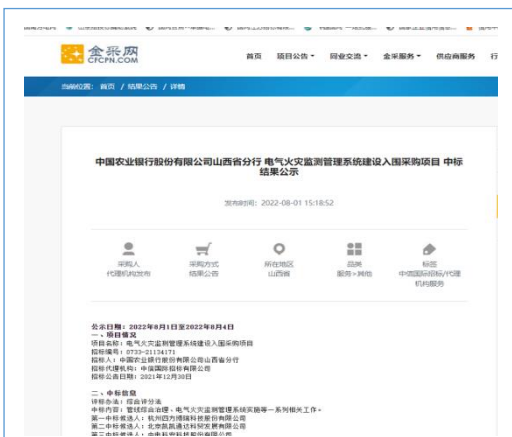 金采网
CFCPN.COM
首页 项目公告 同业交流 金采服务 供应商服务 行
当前位置: 首页 / 结果公告 / 详情
中国农业银行股份有限公司山西省分行 电气火灾监测管理系统建设入围采购项目 中标
结果公示
发布时间: 2022-08-01 15:18:52
采购人 采购方式 所在地区 品类 标签
代理机构发布 结果公告 山西省 服务>其他 中信国际招标/代理
机构服务
公示日期: 2022年8月1日至2022年8月4日
一、项目情况
项目名称: 电气火灾监测管理系统建设入围采购项目
招标编号: 0733-21134171
招标人: 中国农业银行股份有限公司山西省分行
招标代理机构: 中信国际招标有限公司
招标公告日期: 2021年12月30日
二、中标信息
评标办法: 综合评分法
中标内容: 管线综合治理、电气火灾监测管理系统实施等一系列相关工作。
第一中标候选人: 杭州四方博瑞科技股份有限公司
第二中标候选人: 北京凯凯通达科贸发展有限公司